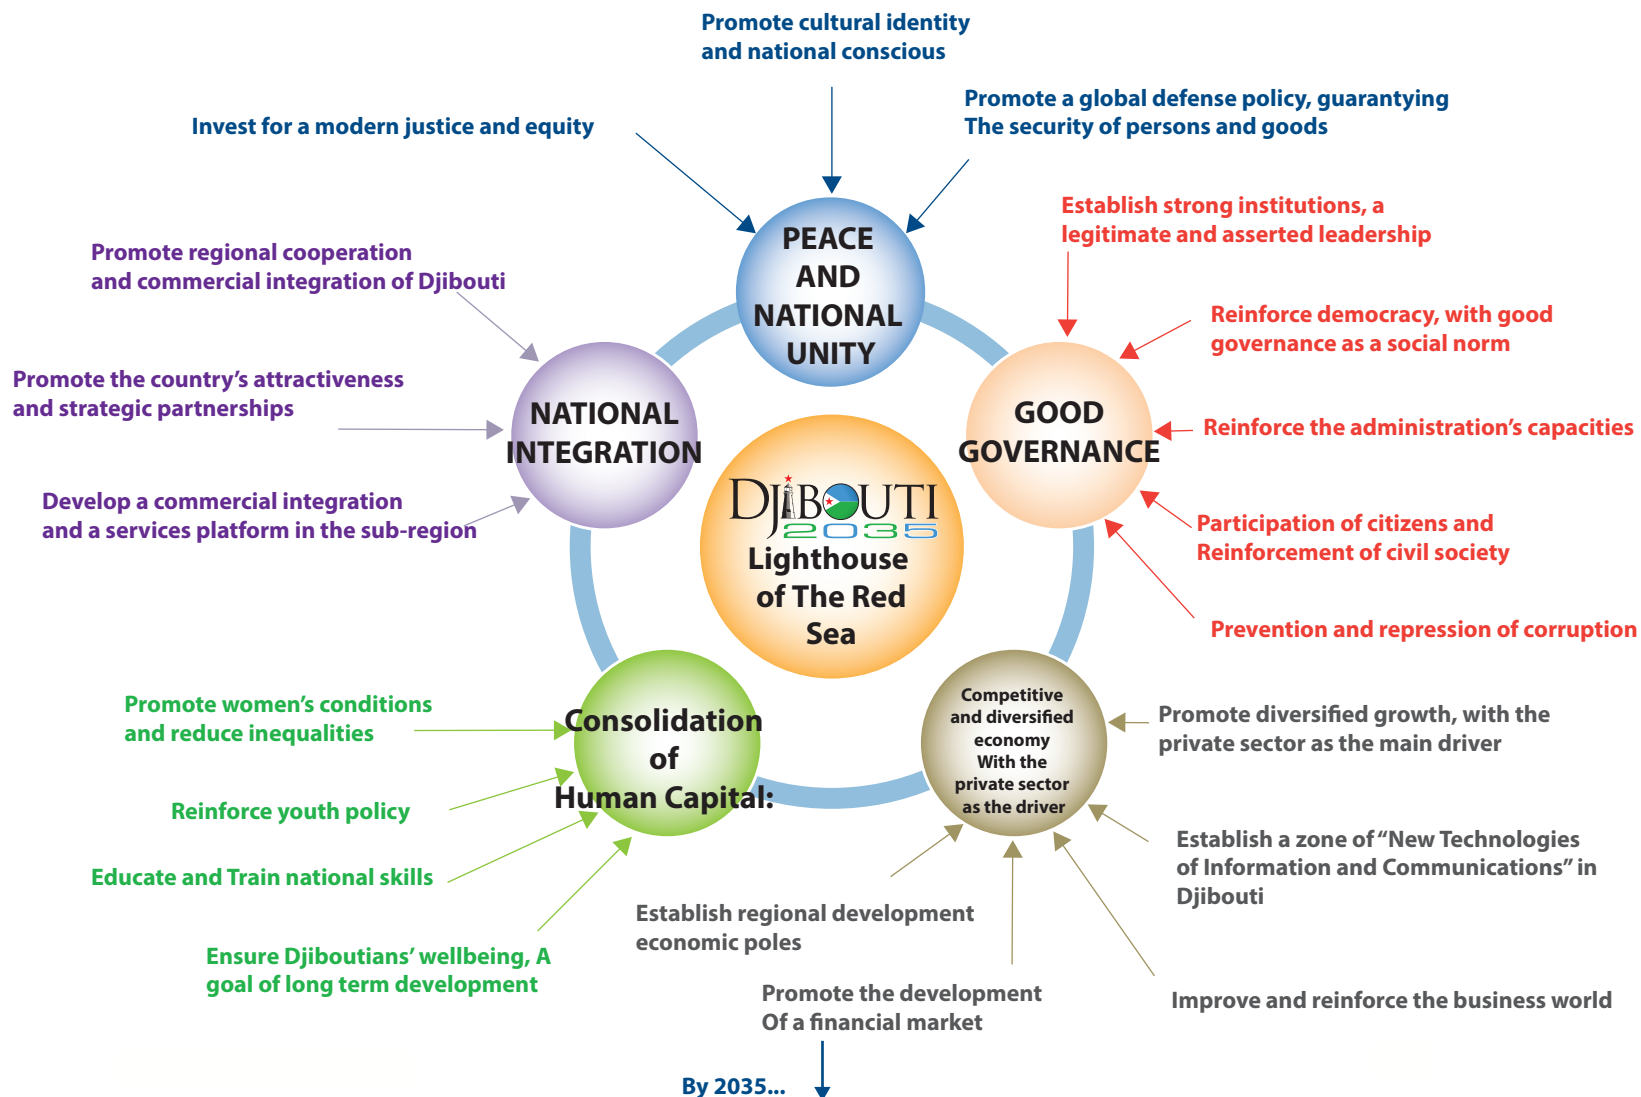 Promote cultural identity
and national conscious
Invest for a modern justice and equity
Promote a global defense policy, guarantying
The security of persons and goods
PEACE
AND
NATIONAL
UNITY
Establish strong institutions, a
legitimate and asserted leadership
Reinforce democracy, with good
governance as a social norm
Reinforce the administration's capacities
Participation of citizens and
Reinforcement of civil society
Prevention and repression of corruption
GOOD
GOVERNANCE
Promote regional cooperation
and commercial integration of Djibouti
Promote the country's attractiveness
and strategic partnerships
Develop a commercial integration
and a services platform in the sub-region
NATIONAL
INTEGRATION
DJIBOUTI
2035
Lighthouse
of The Red
Sea
Promote women's conditions
and reduce inequalities
Reinforce youth policy
Educate and Train national skills
Ensure Djiboutians' wellbeing, A
goal of long term development
Consolidation
of
Human Capital:
Competitive
and diversified
economy
With the
private sector
as the driver
Promote diversified growth, with the
private sector as the main driver
Establish a zone of "New Technologies
of Information and Communications" in
Djibouti
Improve and reinforce the business world
Establish regional development
economic poles
Promote the development
Of a financial market
By 2035...